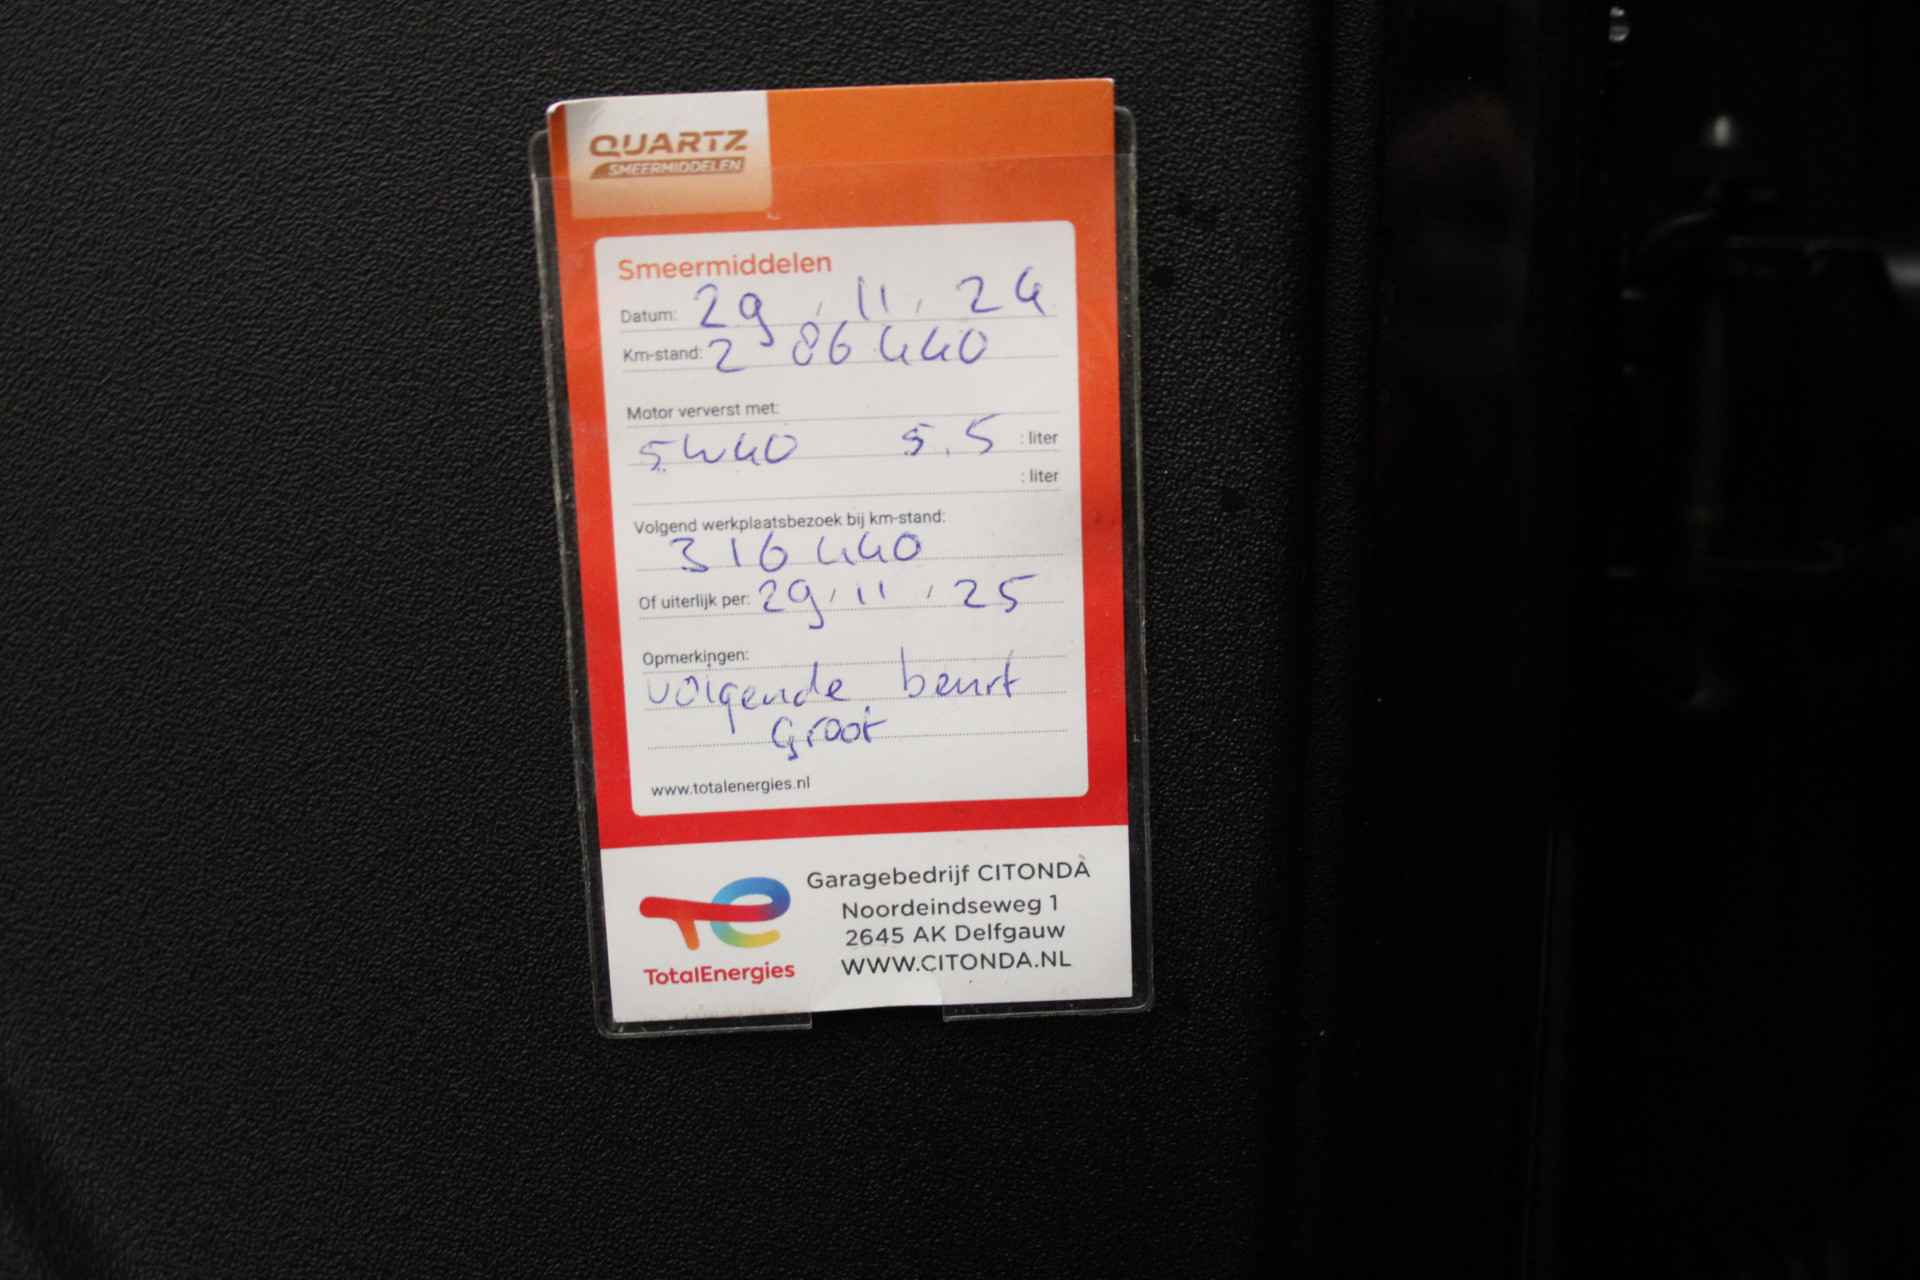 QUARTZ
SMEERMIDDELEN
Smeermiddelen
Datum: 29 , 11 , 24
Km-stand: 286440
Motor ververst met:
5W40 5.5 : liter
: liter
Volgend werkplaatsbezoek bij km-stand:
316440
Of uiterlijk per: 29 , 11 , 25
Opmerkingen:
volgende beurt
Groot
www.totalenergies.nl
Garagebedrijf CITONDÀ
Noordeindseweg 1
2645 AK Delfgauw
WWW.CITONDA.NL
TotalEnergies